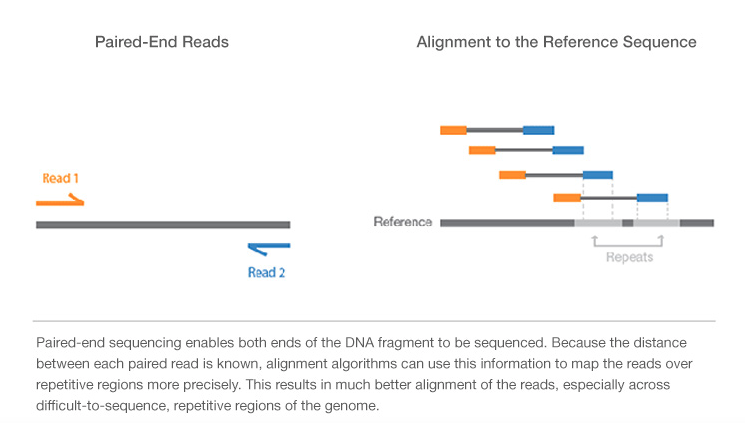 Paired-End Reads
Alignment to the Reference Sequence
Read 1
Read 2
Reference
Repeats
Paired-end sequencing enables both ends of the DNA fragment to be sequenced. Because the distance
between each paired read is known, alignment algorithms can use this information to map the reads over
repetitive regions more precisely. This results in much better alignment of the reads, especially across
difficult-to-sequence, repetitive regions of the genome.